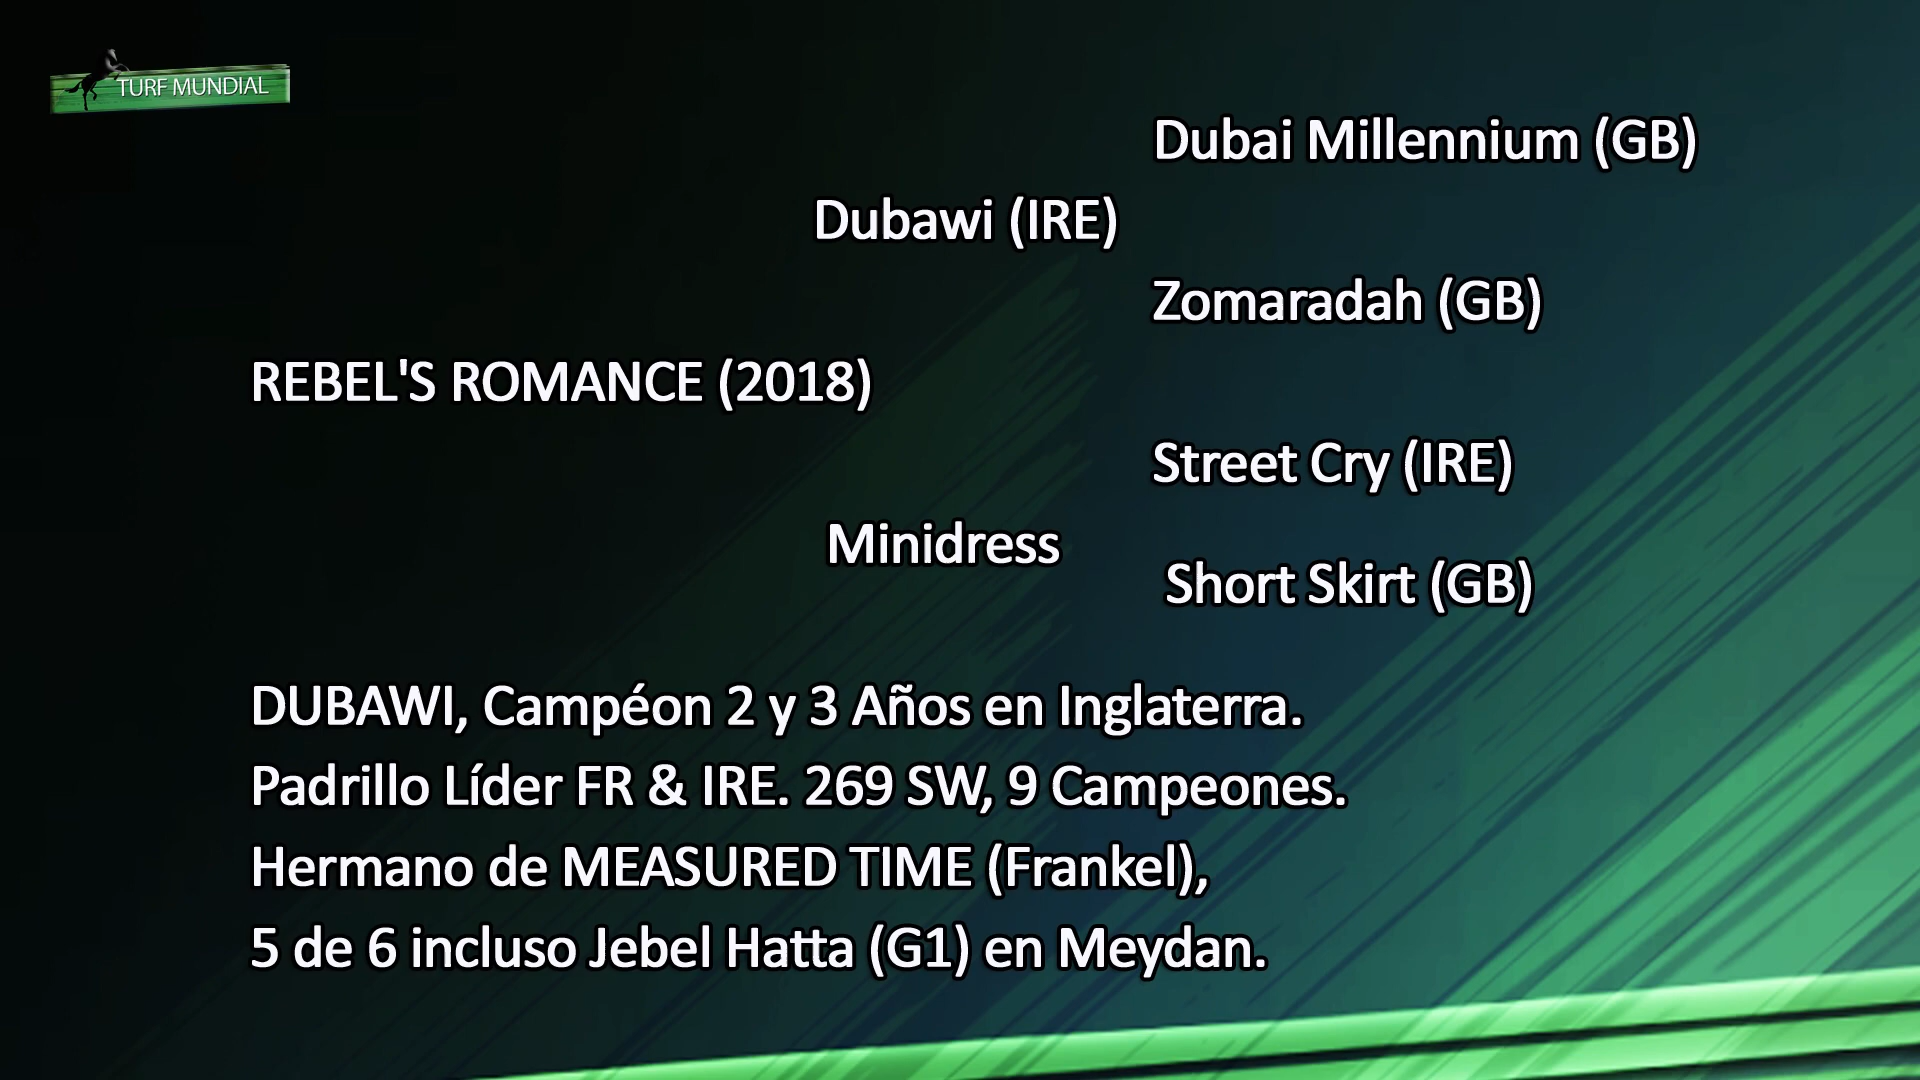 TURF MUNDIAL
Dubai Millennium (GB)
Dubawi (IRE)
Zomaradah (GB)
REBEL'S ROMANCE (2018)
Street Cry (IRE)
Minidress
Short Skirt (GB)
DUBAWI, Campéon 2 y 3 Años en Inglaterra.
Padrillo Líder FR & IRE. 269 SW, 9 Campeones.
Hermano de MEASURED TIME (Frankel),
5 de 6 incluso Jebel Hatta (G1) en Meydan.